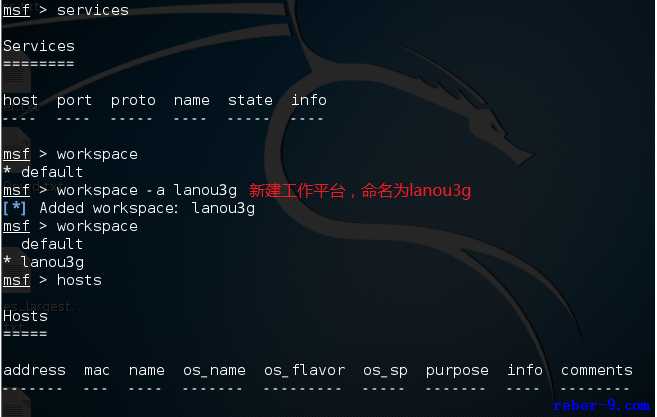 msf > services
Services
========
host port proto name state info
---- ---- ----- ---- ----- ----
msf > workspace
* default
msf > workspace -a lanou3g 新建工作平台，命名为lanou3g
[*] Added workspace: lanou3g
msf > workspace
default
* lanou3g
msf > hosts
Hosts
=====
address mac name os_name os_flavor os_sp purpose info comments
------- --- ---- ------- --------- ----- ------- ---- --------
reber-9.com